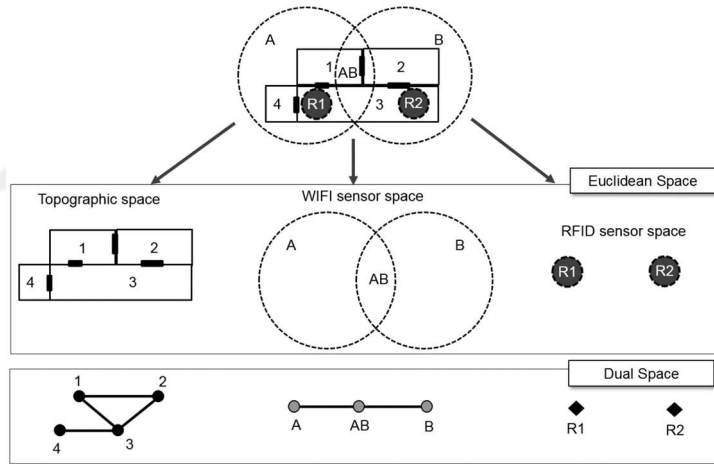 A
B
1
AB
2
4
R1
3
R2
Euclidean Space
Topographic space
WIFI sensor space
RFID sensor space
1
2
4
3
A
B
AB
R1
R2
Dual Space
1
2
4
3
A
AB
B
R1
R2